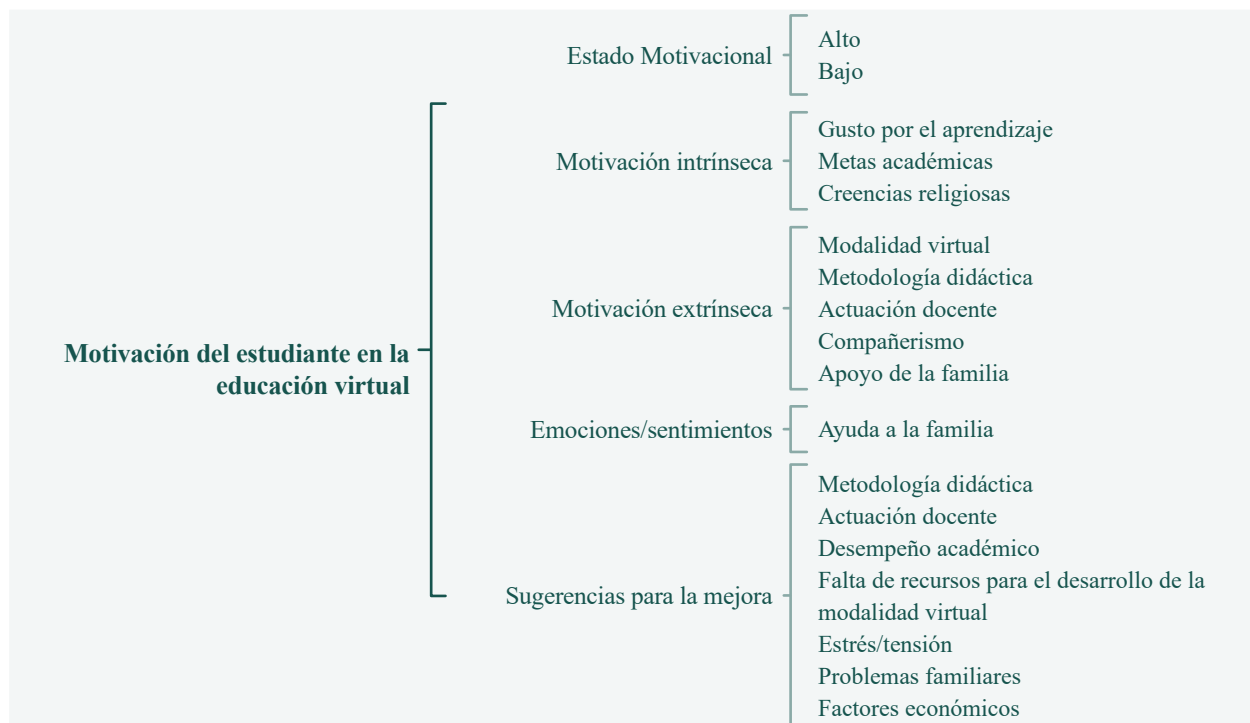 Motivación del estudiante en la
educación virtual
Estado Motivacional
Alto
Bajo
Motivación intrínseca
Gusto por el aprendizaje
Metas académicas
Creencias religiosas
Motivación extrínseca
Modalidad virtual
Metodología didáctica
Actuación docente
Compañerismo
Apoyo de la familia
Emociones/sentimientos
Ayuda a la familia
Sugerencias para la mejora
Metodología didáctica
Actuación docente
Desempeño académico
Falta de recursos para el desarrollo de la
modalidad virtual
Estrés/tensión
Problemas familiares
Factores económicos